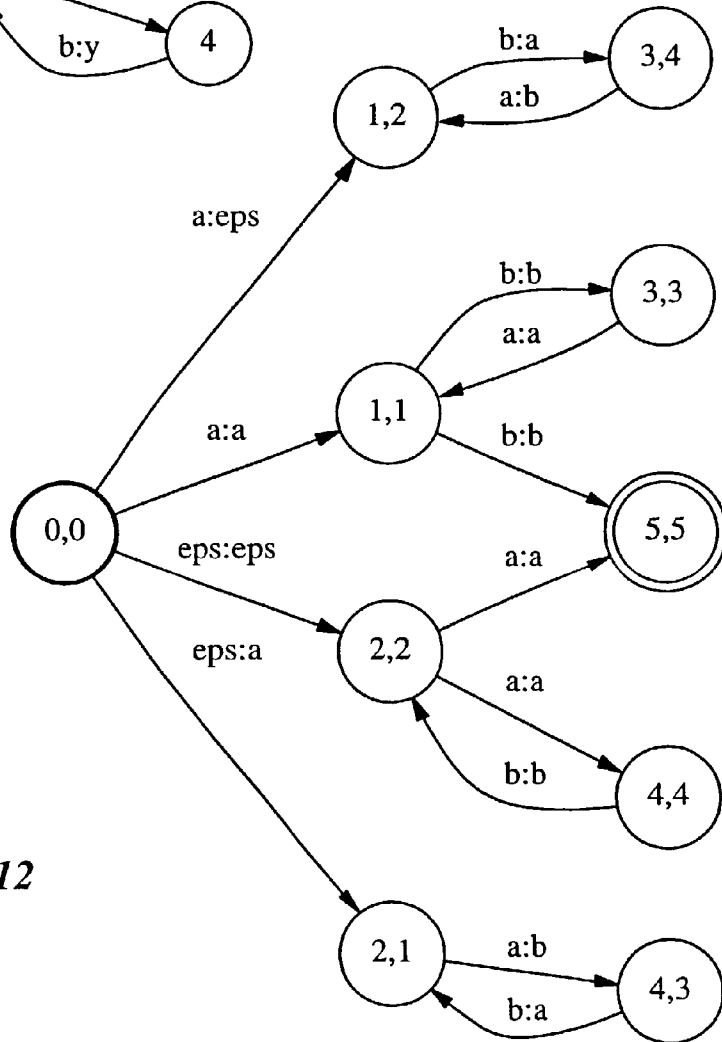 b:y
4
b:a
3,4
1,2
a:b
a:eps
b:b
3,3
a:a
1,1
a:a
b:b
0,0
5,5
eps:eps
a:a
2,2
eps:a
a:a
b:b
4,4
12
2,1
a:b
4,3
b:a